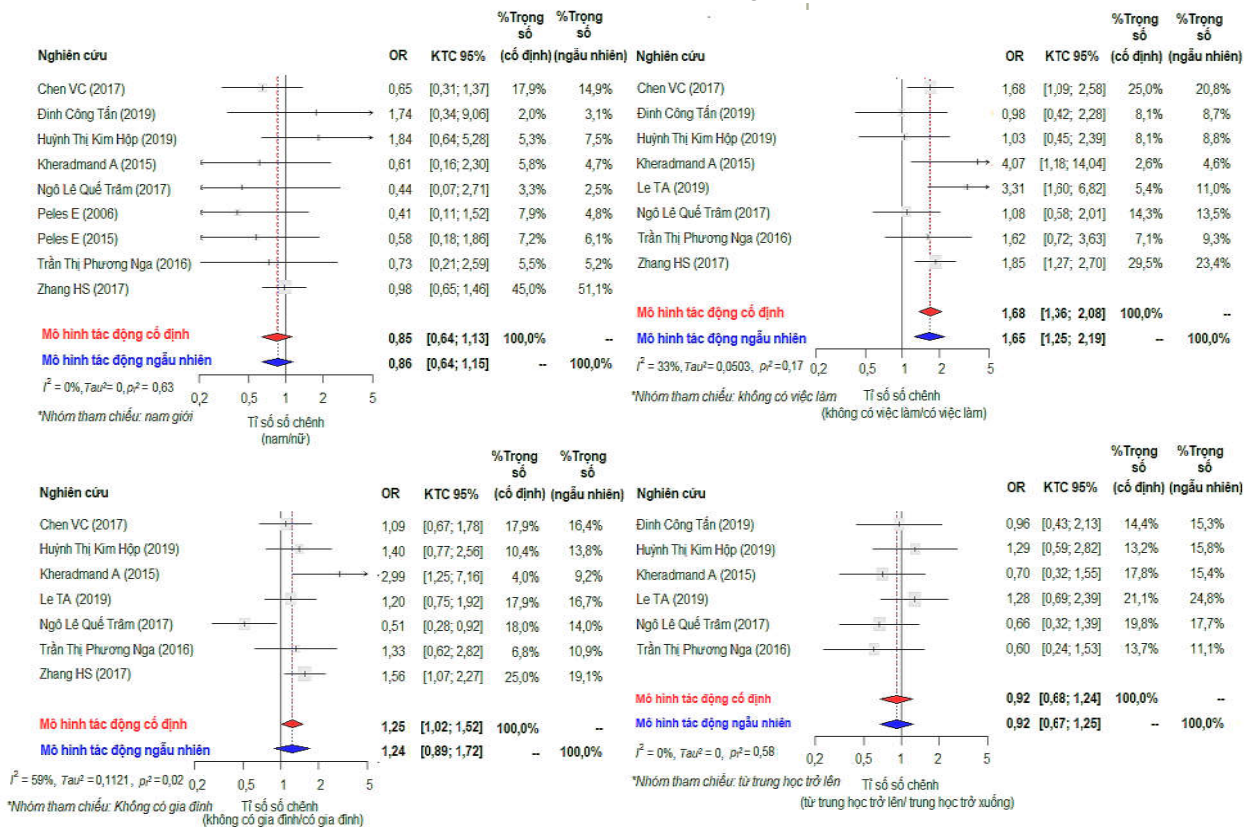 %Trọng số (cố định) %Trọng số (ngẫu nhiên)
Nghiên cứu OR KTC 95%
Chen VC (2017) 0,65 [0,31; 1,37] 17,9% 14,9%
Đinh Công Tấn (2019) 1,74 [0,34; 9,06] 2,0% 3,1%
Huỳnh Thị Kim Hộp (2019) 1,84 [0,64; 5,28] 5,3% 7,5%
Kheradmand A (2015) 0,61 [0,16; 2,30] 5,8% 4,7%
Ngô Lê Quế Trâm (2017) 0,44 [0,07; 2,71] 3,3% 2,5%
Peles E (2006) 0,41 [0,11; 1,52] 7,9% 4,8%
Peles E (2015) 0,58 [0,18; 1,86] 7,2% 6,1%
Trần Thị Phương Nga (2016) 0,73 [0,21; 2,59] 5,5% 5,2%
Zhang HS (2017) 0,98 [0,65; 1,46] 45,0% 51,1%
Mô hình tác động cố định 0,85 [0,64; 1,13] 100,0% --
Mô hình tác động ngẫu nhiên 0,86 [0,64; 1,15] -- 100,0%
I² = 0%, Tau² = 0, pI² = 0,63
0,2 1 2 5
*Nhóm tham chiếu: nam giới
Tỉ số số chênh
(nam/nữ)
%Trọng số (cố định) %Trọng số (ngẫu nhiên)
Nghiên cứu OR KTC 95%
Chen VC (2017) 1,68 [1,09; 2,58] 25,0% 20,8%
Đinh Công Tấn (2019) 0,98 [0,42; 2,28] 8,1% 8,7%
Huỳnh Thị Kim Hộp (2019) 1,03 [0,45; 2,39] 8,1% 8,8%
Kheradmand A (2015) 4,07 [1,18; 14,04] 2,6% 4,6%
Le TA (2019) 3,31 [1,60; 6,82] 5,4% 11,0%
Ngô Lê Quế Trâm (2017) 1,08 [0,58; 2,01] 14,3% 13,5%
Trần Thị Phương Nga (2016) 1,62 [0,72; 3,63] 7,1% 9,3%
Zhang HS (2017) 1,85 [1,27; 2,70] 29,5% 23,4%
Mô hình tác động cố định 1,68 [1,36; 2,08] 100,0% --
Mô hình tác động ngẫu nhiên 1,65 [1,25; 2,19] -- 100,0%
I² = 33%, Tau² = 0,0503, pI² = 0,17
0,2 1 2 5
*Nhóm tham chiếu: không có việc làm
Tỉ số số chênh
(không có việc làm/có việc làm)
%Trọng số (cố định) %Trọng số (ngẫu nhiên)
Nghiên cứu OR KTC 95%
Chen VC (2017) 1,09 [0,67; 1,78] 17,9% 16,4%
Huỳnh Thị Kim Hộp (2019) 1,40 [0,77; 2,56] 10,4% 13,8%
Kheradmand A (2015) 2,99 [1,25; 7,16] 4,0% 9,2%
Le TA (2019) 1,20 [0,75; 1,92] 17,9% 16,7%
Ngô Lê Quế Trâm (2017) 0,51 [0,28; 0,92] 18,0% 14,0%
Trần Thị Phương Nga (2016) 1,33 [0,62; 2,82] 6,8% 10,9%
Zhang HS (2017) 1,56 [1,07; 2,27] 25,0% 19,1%
Mô hình tác động cố định 1,25 [1,02; 1,52] 100,0% --
Mô hình tác động ngẫu nhiên 1,24 [0,89; 1,72] -- 100,0%
I² = 59%, Tau² = 0,1121, pI² = 0,02
0,2 1 2 5
*Nhóm tham chiếu: Không có gia đình
Tỉ số số chênh
(không có gia đình/có gia đình)
%Trọng số (cố định) %Trọng số (ngẫu nhiên)
Nghiên cứu OR KTC 95%
Đinh Công Tấn (2019) 0,96 [0,43; 2,13] 14,4% 15,3%
Huỳnh Thị Kim Hộp (2019) 1,29 [0,59; 2,82] 13,2% 15,8%
Kheradmand A (2015) 0,70 [0,32; 1,55] 17,8% 15,4%
Le TA (2019) 1,28 [0,69; 2,39] 21,1% 24,8%
Ngô Lê Quế Trâm (2017) 0,66 [0,32; 1,39] 19,8% 17,7%
Trần Thị Phương Nga (2016) 0,60 [0,24; 1,53] 13,7% 11,1%
Mô hình tác động cố định 0,92 [0,68; 1,24] 100,0% --
Mô hình tác động ngẫu nhiên 0,92 [0,67; 1,25] -- 100,0%
I² = 0%, Tau² = 0, pI² = 0,58
0,2 1 2 5
*Nhóm tham chiếu: từ trung học trở lên
Tỉ số số chênh
(từ trung học trở lên/ trung học trở xuống)